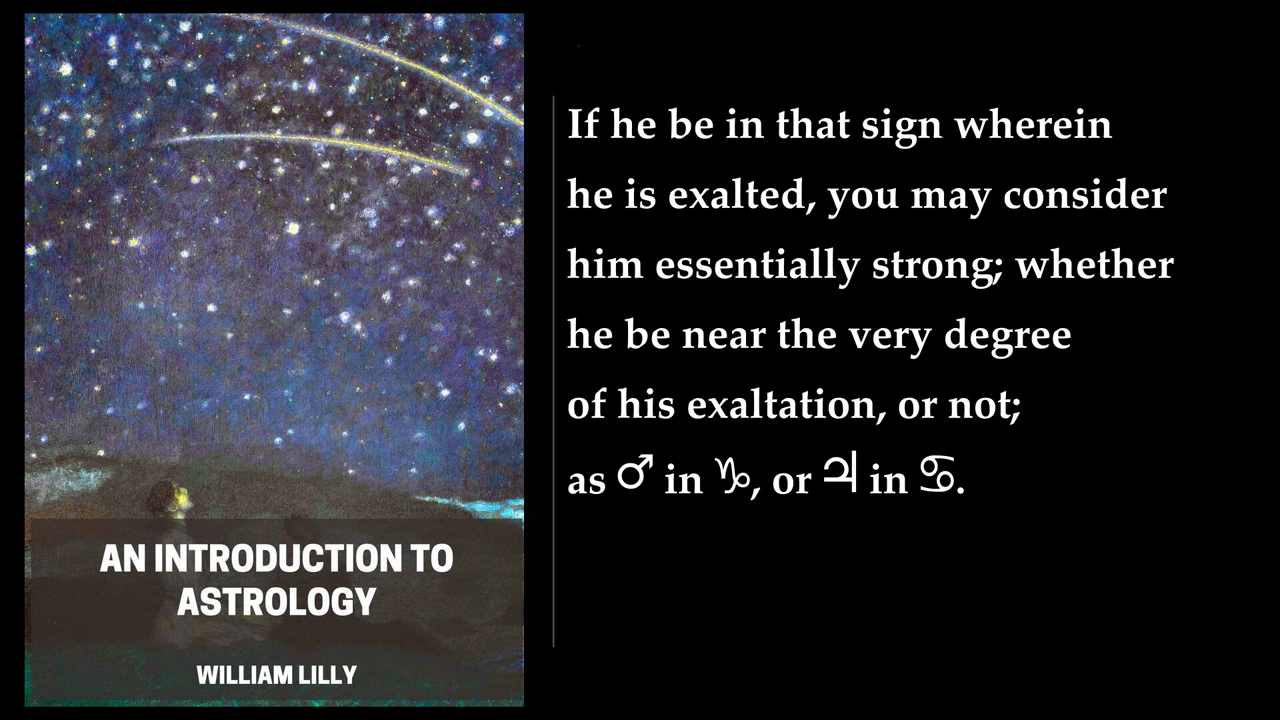 AN INTRODUCTION TO
ASTROLOGY
WILLIAM LILLY
If he be in that sign wherein
he is exalted, you may consider
him essentially strong; whether
he be near the very degree
of his exaltation, or not;
as ♂ in ♑, or ♃ in ♋.